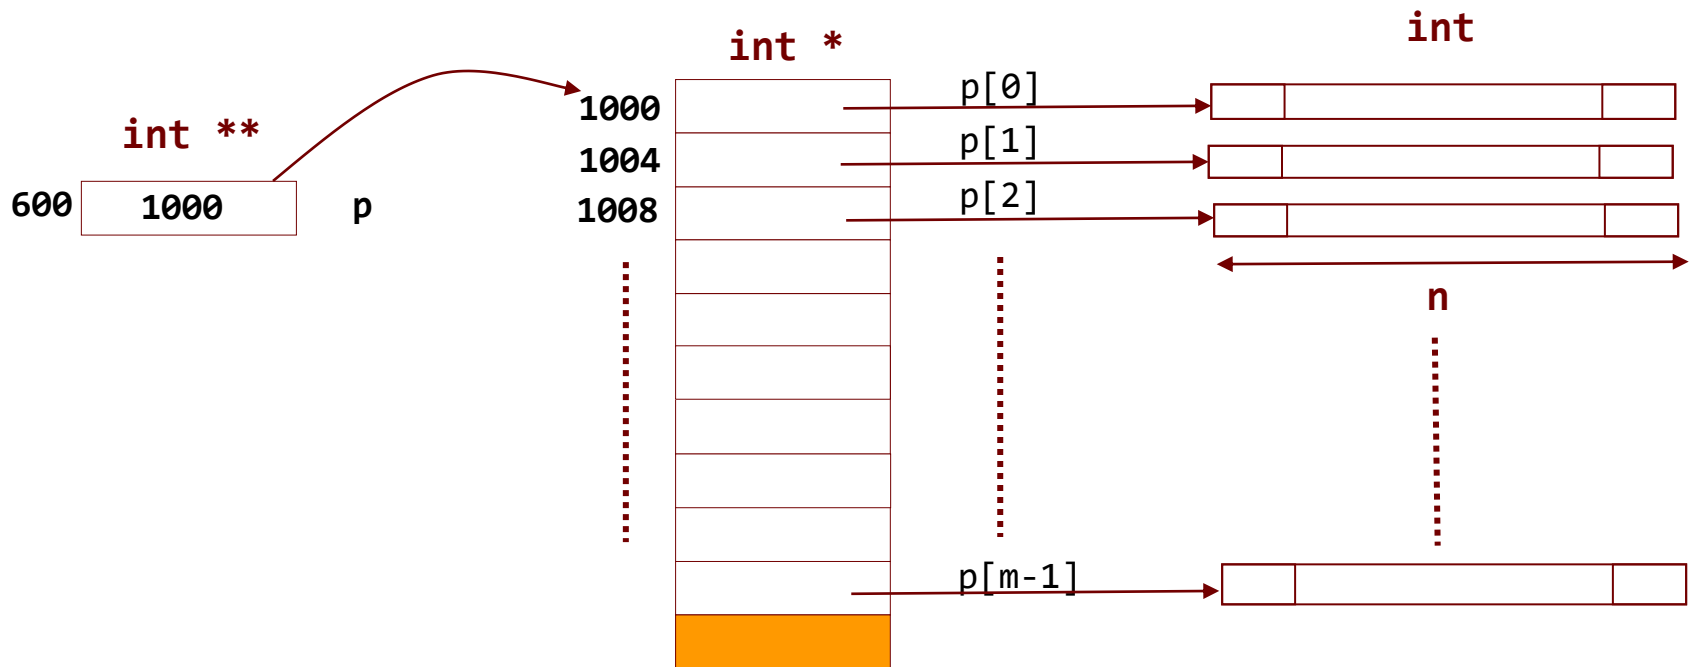 int **
600 1000 p
int *
1000
1004
1008
p[0]
p[1]
p[2]
p[m-1]
int
n